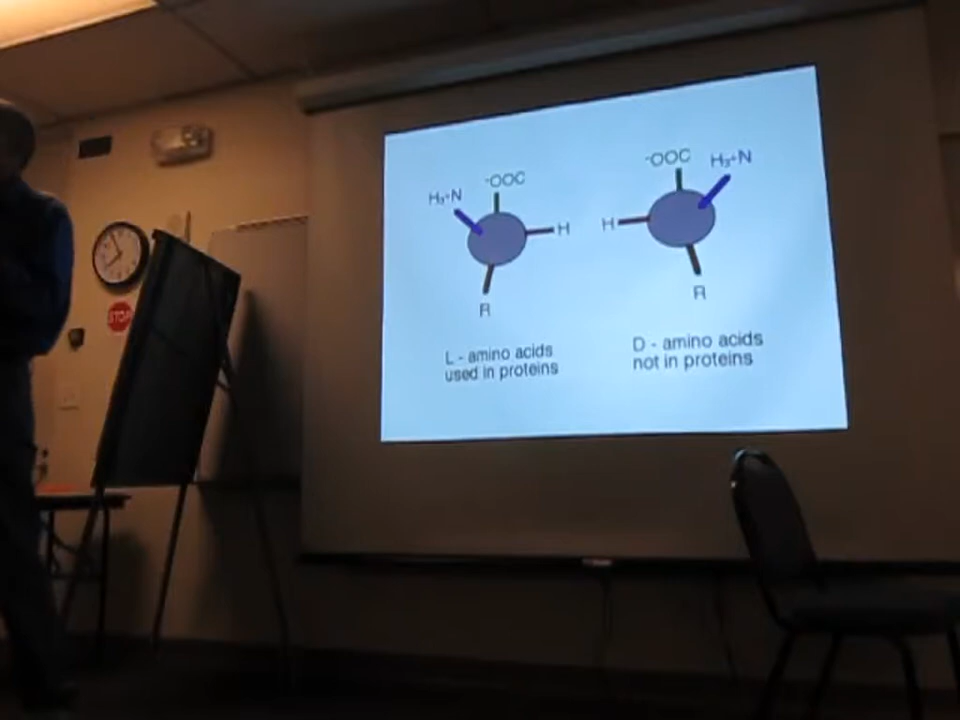 H₃⁺N
-OOC
H
R
L - amino acids
used in proteins
-OOC
H₃⁺N
H
R
D - amino acids
not in proteins
STOP